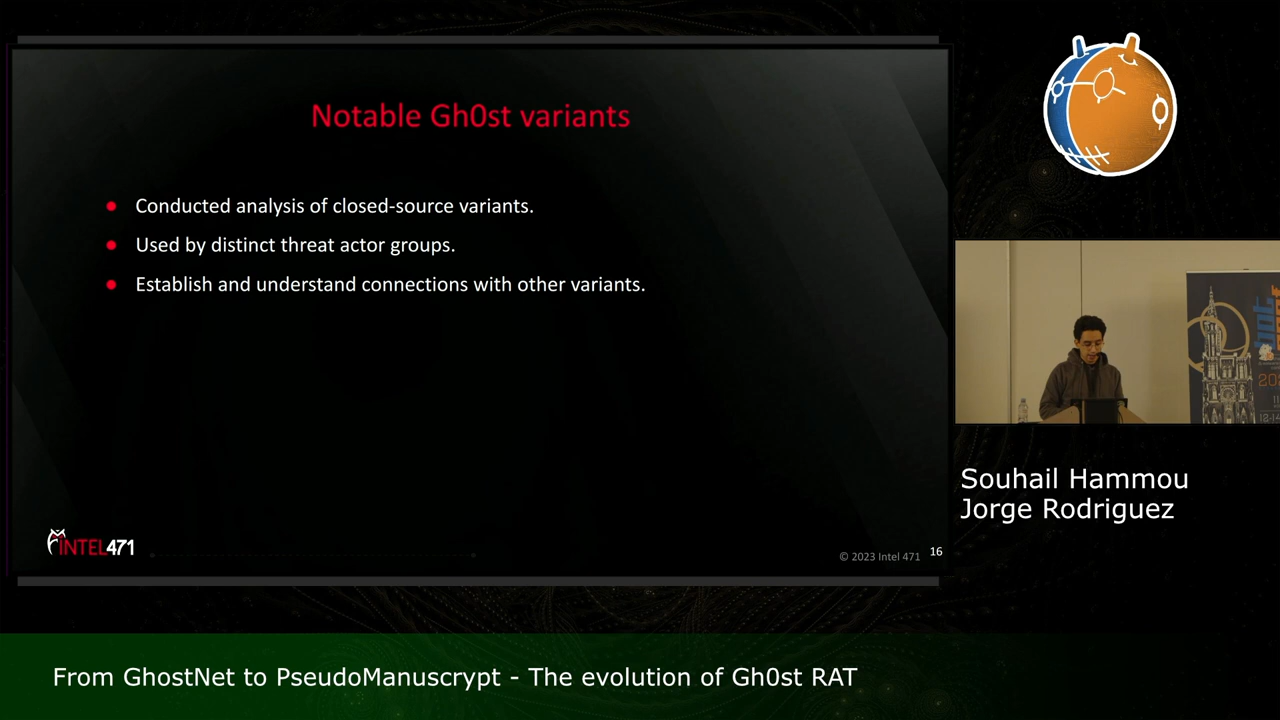 Notable Gh0st variants
Conducted analysis of closed-source variants.
Used by distinct threat actor groups.
Establish and understand connections with other variants.
INTEL471
© 2023 Intel 471
16
Souhail Hammou
Jorge Rodriguez
From GhostNet to PseudoManuscrypt - The evolution of Gh0st RAT